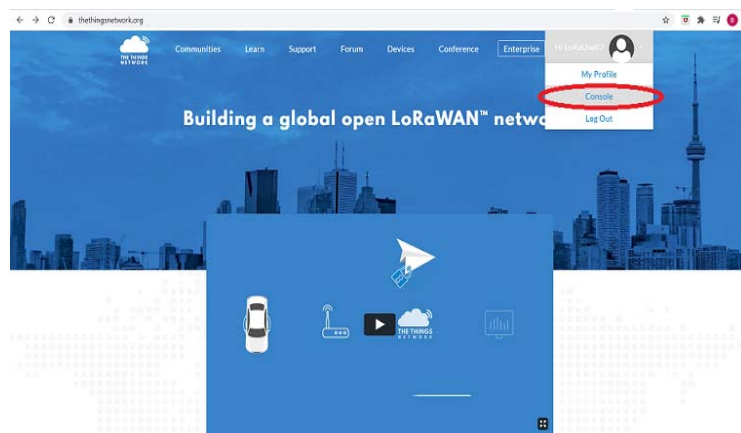 thethingsnetwork.org
THE THINGS
NETWORK
Communities Learn Support Forum Devices Conference Enterprise
My Profile
Console
Log Out
Building a global open LoRaWAN™ netwo
THE THINGS
NETWORK